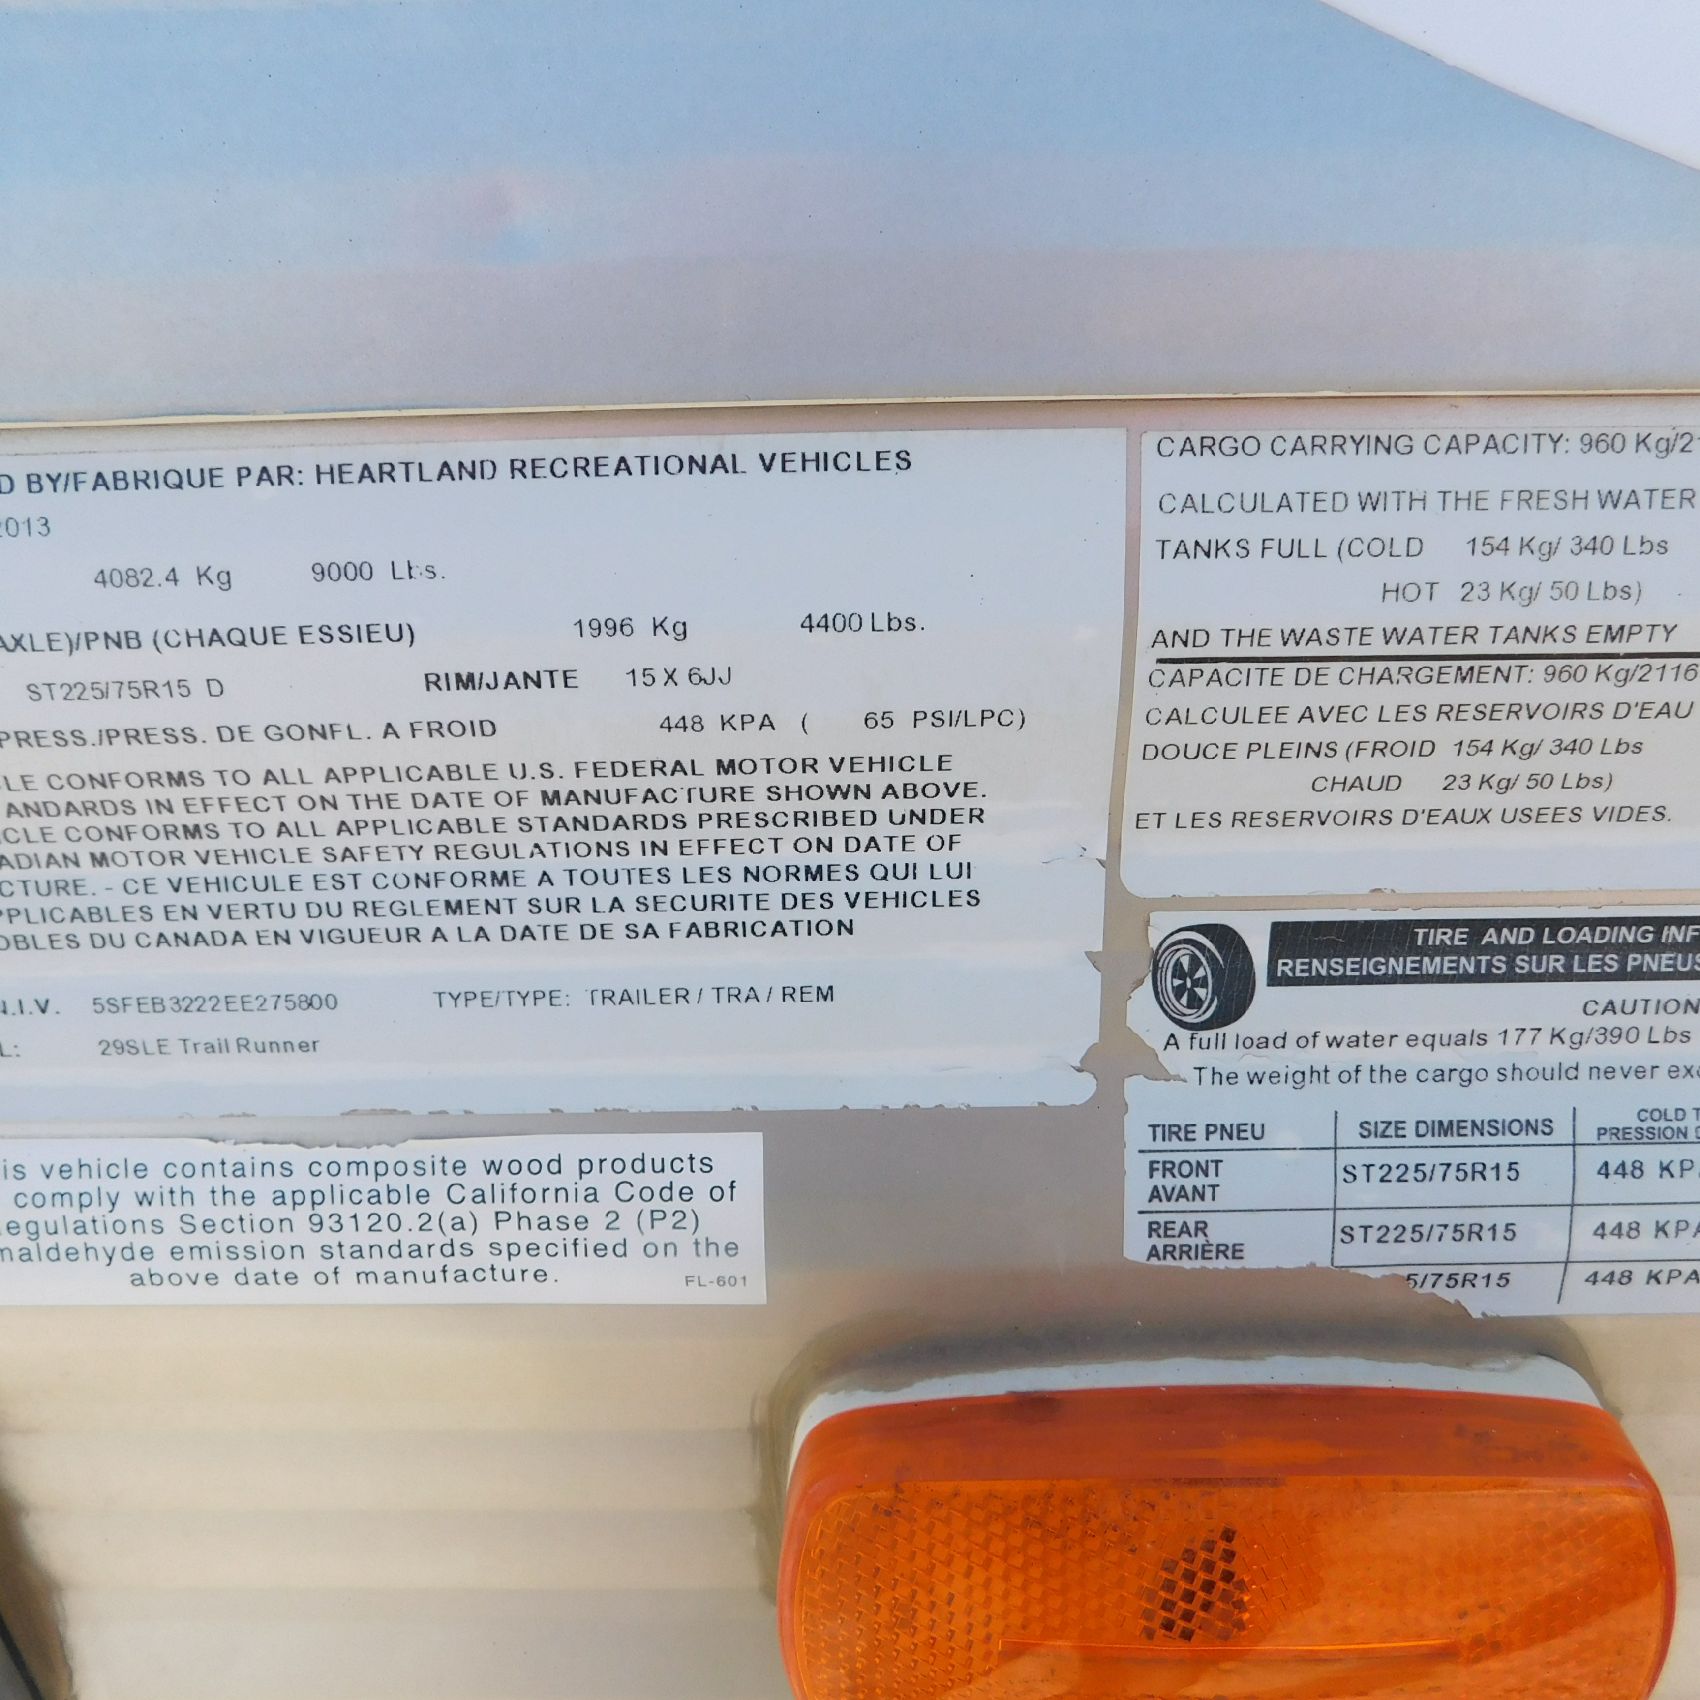 D BY/FABRIQUE PAR: HEARTLAND RECREATIONAL VEHICLES
2013
4082.4 Kg 9000 Lbs.
AXLE)/PNB (CHAQUE ESSIEU) 1996 Kg 4400 Lbs.
ST225/75R15 D RIM/JANTE 15 X 6JJ
PRESS./PRESS. DE GONFL. A FROID 448 KPA ( 65 PSI/LPC)
LE CONFORMS TO ALL APPLICABLE U.S. FEDERAL MOTOR VEHICLE
ANDARDS IN EFFECT ON THE DATE OF MANUFACTURE SHOWN ABOVE.
ICLE CONFORMS TO ALL APPLICABLE STANDARDS PRESCRIBED UNDER
ADIAN MOTOR VEHICLE SAFETY REGULATIONS IN EFFECT ON DATE OF
CTURE. - CE VEHICULE EST CONFORME A TOUTES LES NORMES QUI LUI
PPLICABLES EN VERTU DU REGLEMENT SUR LA SECURITE DES VEHICLES
OBLES DU CANADA EN VIGUEUR A LA DATE DE SA FABRICATION
N.I.V. 5SFEB3222EE275800 TYPE/TYPE: TRAILER / TRA / REM
L: 29SLE Trail Runner
is vehicle contains composite wood products
comply with the applicable California Code of
egulations Section 93120.2(a) Phase 2 (P2)
maldehyde emission standards specified on the
above date of manufacture. FL-601
CARGO CARRYING CAPACITY: 960 Kg/21
CALCULATED WITH THE FRESH WATER
TANKS FULL (COLD 154 Kg/ 340 Lbs
HOT 23 Kg/ 50 Lbs)
AND THE WASTE WATER TANKS EMPTY
CAPACITE DE CHARGEMENT: 960 Kg/2116
CALCULEE AVEC LES RESERVOIRS D'EAU
DOUCE PLEINS (FROID 154 Kg/ 340 Lbs
CHAUD 23 Kg/ 50 Lbs)
ET LES RESERVOIRS D'EAUX USEES VIDES.
TIRE AND LOADING INF
RENSEIGNEMENTS SUR LES PNEUS
CAUTION
A full load of water equals 177 Kg/390 Lbs
The weight of the cargo should never exc
TIRE PNEU SIZE DIMENSIONS COLD T
PRESSION D
FRONT ST225/75R15 448 KPA
AVANT
REAR ST225/75R15 448 KPA
ARRIÈRE
5/75R15 448 KPA